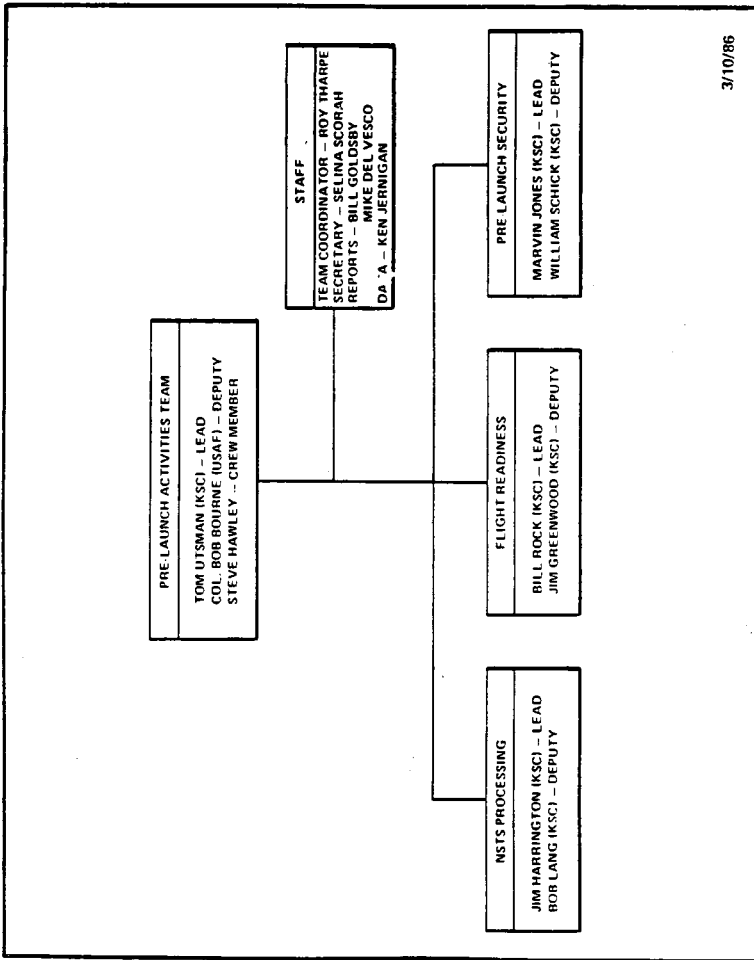 PRE-LAUNCH ACTIVITIES TEAM
TOM UTSMAN (KSC) – LEAD
COL. BOB BOURNE (USAF) – DEPUTY
STEVE HAWLEY – CREW MEMBER
STAFF
TEAM COORDINATOR – ROY THARPE
SECRETARY – SELINA SCORAH
REPORTS – BILL GOLDSBY
MIKE DEL VESCO
DA A – KEN JERNIGAN
NSTS PROCESSING
JIM HARRINGTON (KSC) – LEAD
BOB LANG (KSC) – DEPUTY
FLIGHT READINESS
BILL ROCK (KSC) – LEAD
JIM GREENWOOD (KSC) – DEPUTY
PRE-LAUNCH SECURITY
MARVIN JONES (KSC) – LEAD
WILLIAM SCHICK (KSC) – DEPUTY
3/10/86